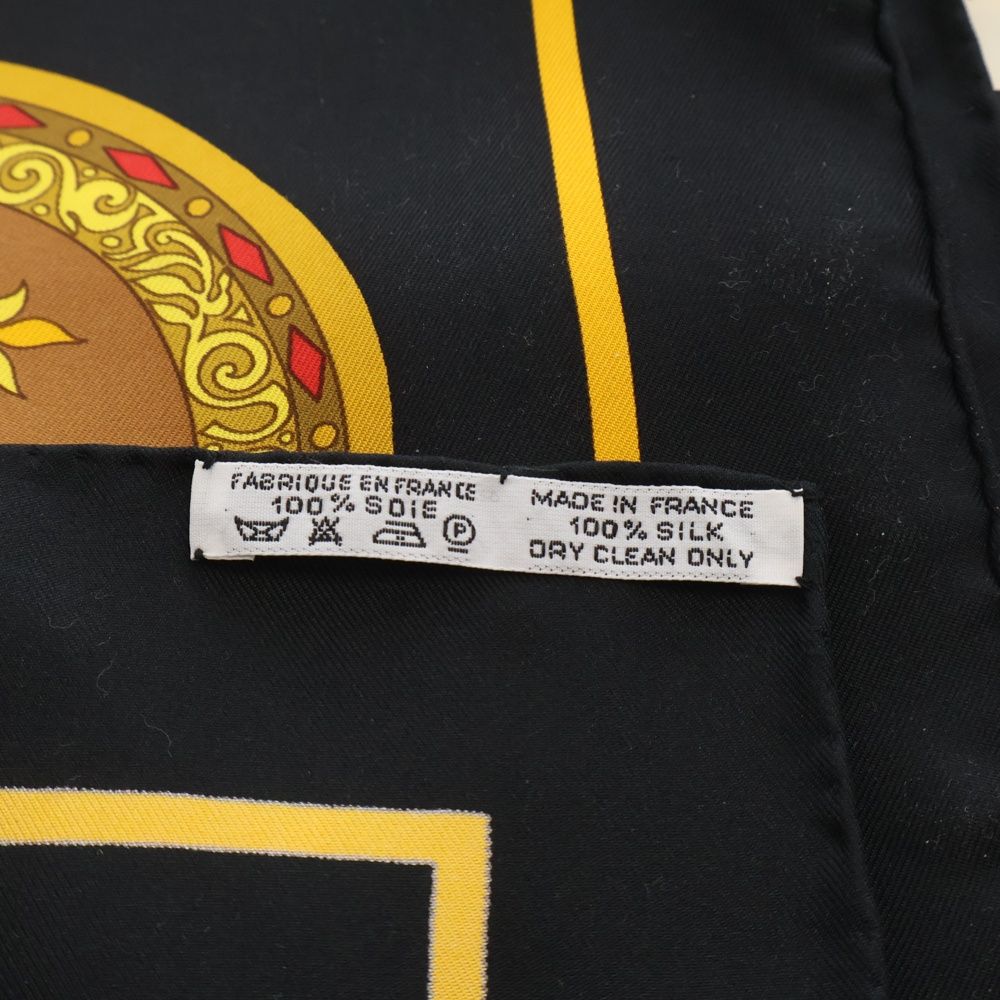 FABRIQUE EN FRANCE
100% SOIE
P
MADE IN FRANCE
100% SILK
DRY CLEAN ONLY